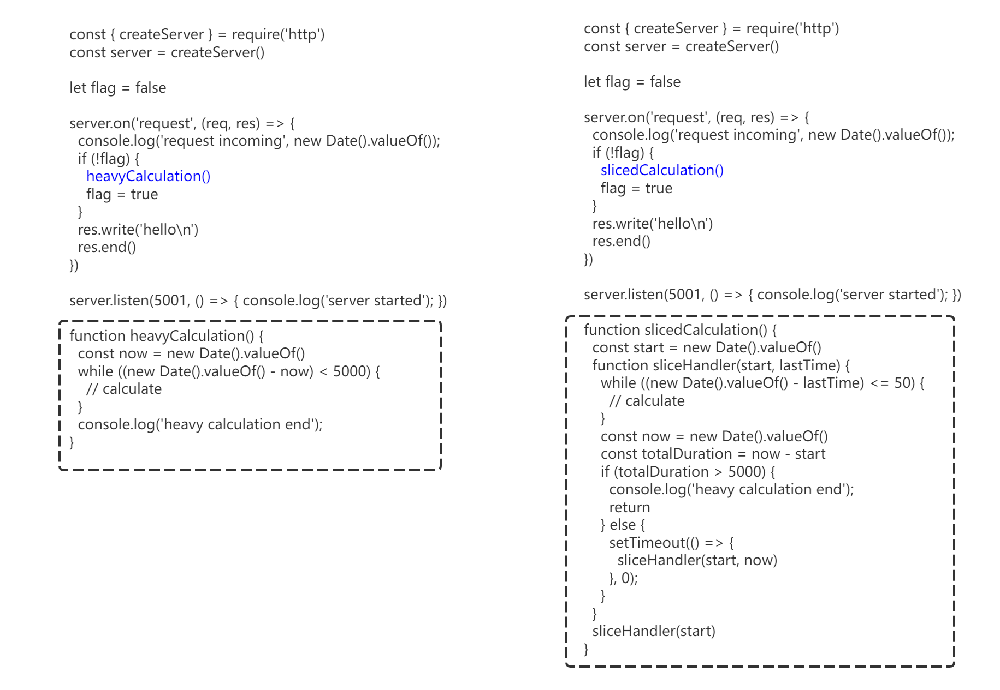 const { createServer } = require('http')
const server = createServer()
let flag = false
server.on('request', (req, res) => {
console.log('request incoming', new Date().valueOf());
if (!flag) {
heavyCalculation()
flag = true
}
res.write('hello\n')
res.end()
})
server.listen(5001, () => { console.log('server started'); })
function heavyCalculation() {
const now = new Date().valueOf()
while ((new Date().valueOf() - now) < 5000) {
// calculate
}
console.log('heavy calculation end');
}
const { createServer } = require('http')
const server = createServer()
let flag = false
server.on('request', (req, res) => {
console.log('request incoming', new Date().valueOf());
if (!flag) {
slicedCalculation()
flag = true
}
res.write('hello\n')
res.end()
})
server.listen(5001, () => { console.log('server started'); })
function slicedCalculation() {
const start = new Date().valueOf()
function sliceHandler(start, lastTime) {
while ((new Date().valueOf() - lastTime) <= 50) {
// calculate
}
const now = new Date().valueOf()
const totalDuration = now - start
if (totalDuration > 5000) {
console.log('heavy calculation end');
return
} else {
setTimeout(() => {
sliceHandler(start, now)
}, 0);
}
}
sliceHandler(start)
}